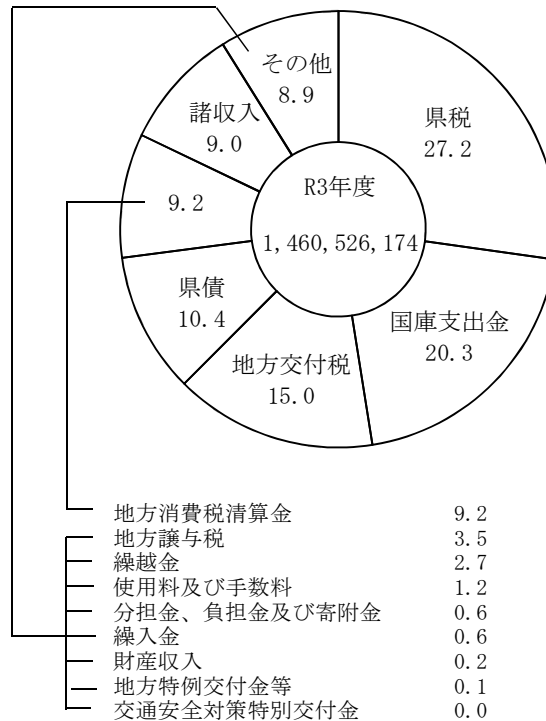 その他
8.9
県税
27.2
諸収入
9.0
R3年度
9.2
1,460,526,174
県債
10.4
国庫支出金
20.3
地方交付税
15.0
地方消費税清算金 9.2
地方譲与税 3.5
繰越金 2.7
使用料及び手数料 1.2
分担金、負担金及び寄附金 0.6
繰入金 0.6
財産収入 0.2
地方特例交付金等 0.1
交通安全対策特別交付金 0.0